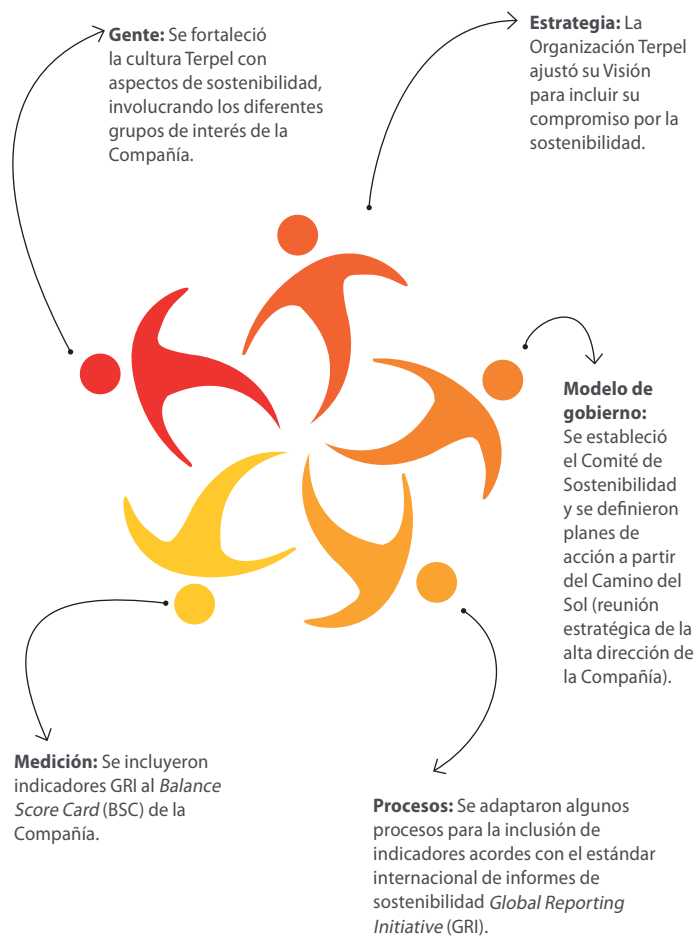 Gente: Se fortaleció
la cultura Terpel con
aspectos de sostenibilidad,
involucrando los diferentes
grupos de interés de la
Compañía.
Estrategia: La
Organización Terpel
ajustó su Visión
para incluir su
compromiso por la
sostenibilidad.
Modelo de
gobierno:
Se estableció
el Comité de
Sostenibilidad
y se definieron
planes de
acción a partir
del Camino del
Sol (reunión
estratégica de la
alta dirección de
la Compañía).
Medición: Se incluyeron
indicadores GRI al Balance
Score Card (BSC) de la
Compañía.
Procesos: Se adaptaron algunos
procesos para la inclusión de
indicadores acordes con el estándar
internacional de informes de
sostenibilidad Global Reporting
Initiative (GRI).